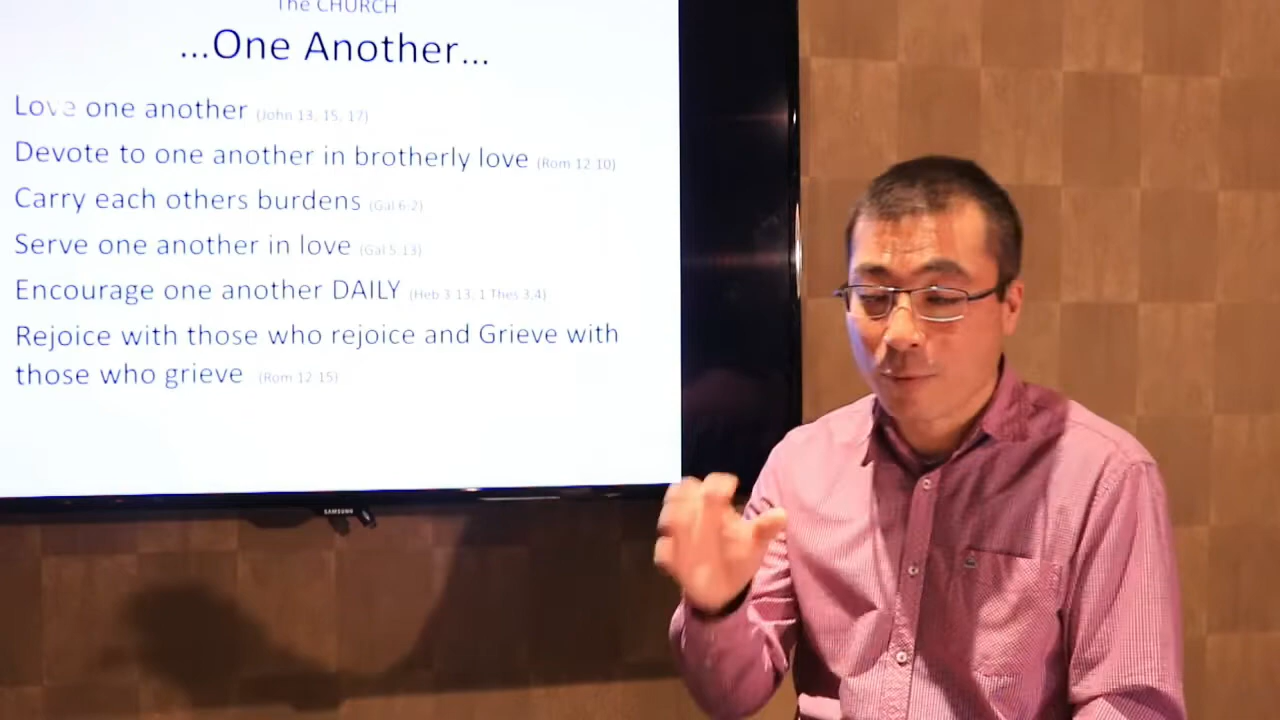 The CHURCH
...One Another...
Love one another (John 13, 15, 17)
Devote to one another in brotherly love (Rom 12:10)
Carry each others burdens (Gal 6:2)
Serve one another in love (Gal 5:13)
Encourage one another DAILY (Heb 3:13; 1 Thes 3,4)
Rejoice with those who rejoice and Grieve with
those who grieve (Rom 12:15)
SAMSUNG